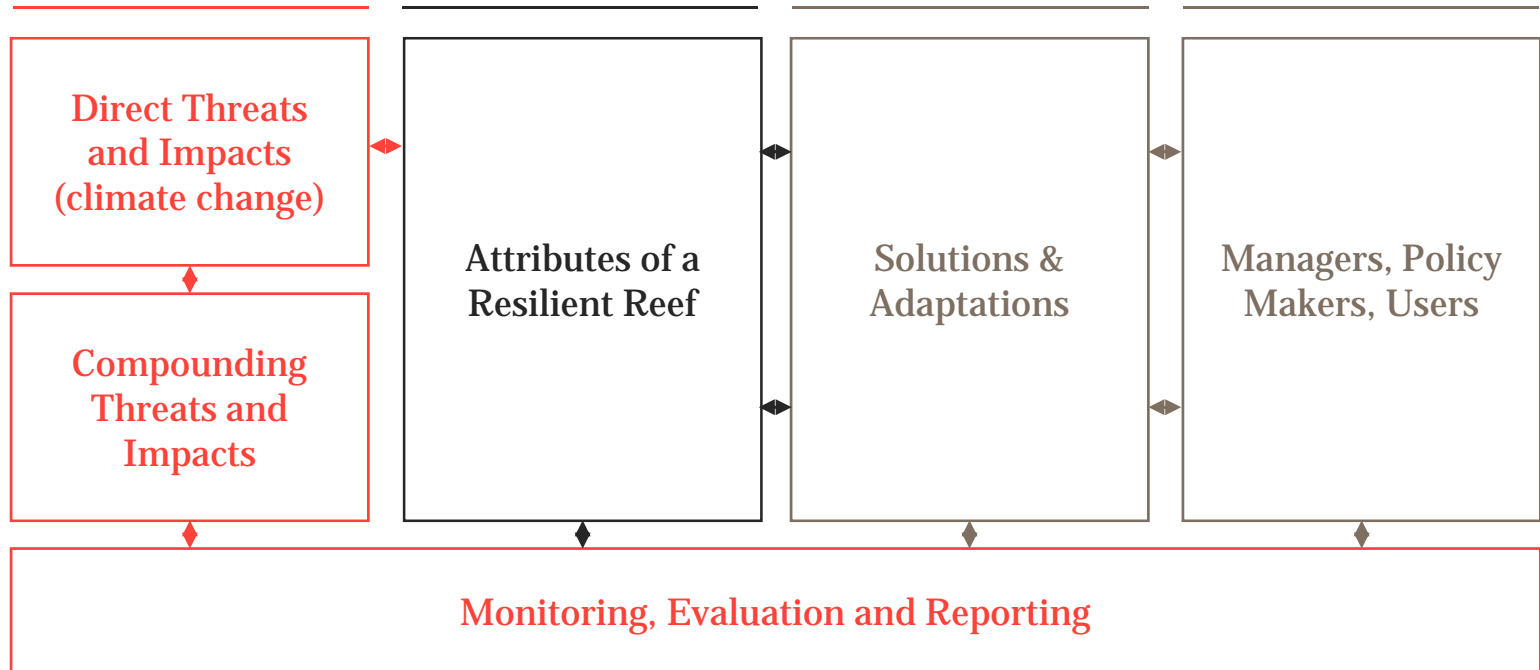 Direct Threats
and Impacts
(climate change)
Compounding
Threats and
Impacts
Attributes of a
Resilient Reef
Solutions &
Adaptations
Managers, Policy
Makers, Users
Monitoring, Evaluation and Reporting